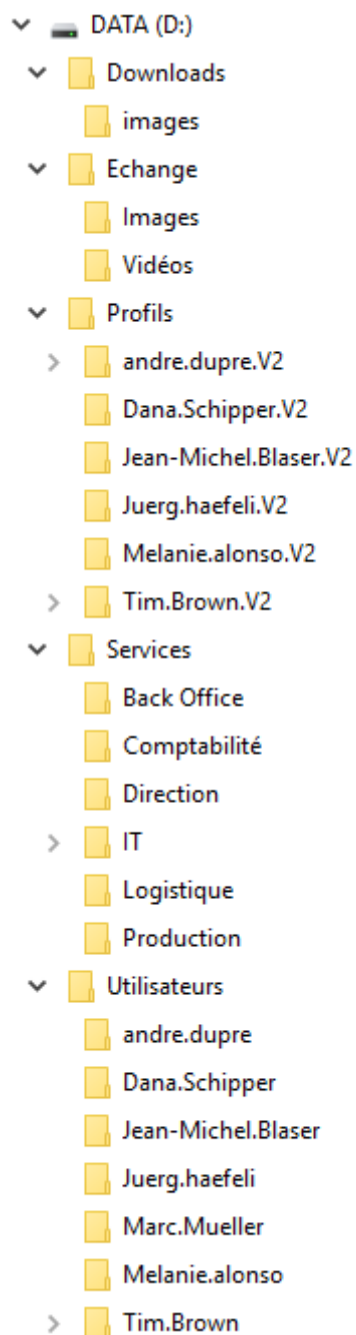 DATA (D:)
Downloads
images
Echange
Images
Vidéos
Profils
andre.dupre.V2
Dana.Schipper.V2
Jean-Michel.Blaser.V2
Juerg.haefeli.V2
Melanie.alonso.V2
Tim.Brown.V2
Services
Back Office
Comptabilité
Direction
IT
Logistique
Production
Utilisateurs
andre.dupre
Dana.Schipper
Jean-Michel.Blaser
Juerg.haefeli
Marc.Mueller
Melanie.alonso
Tim.Brown